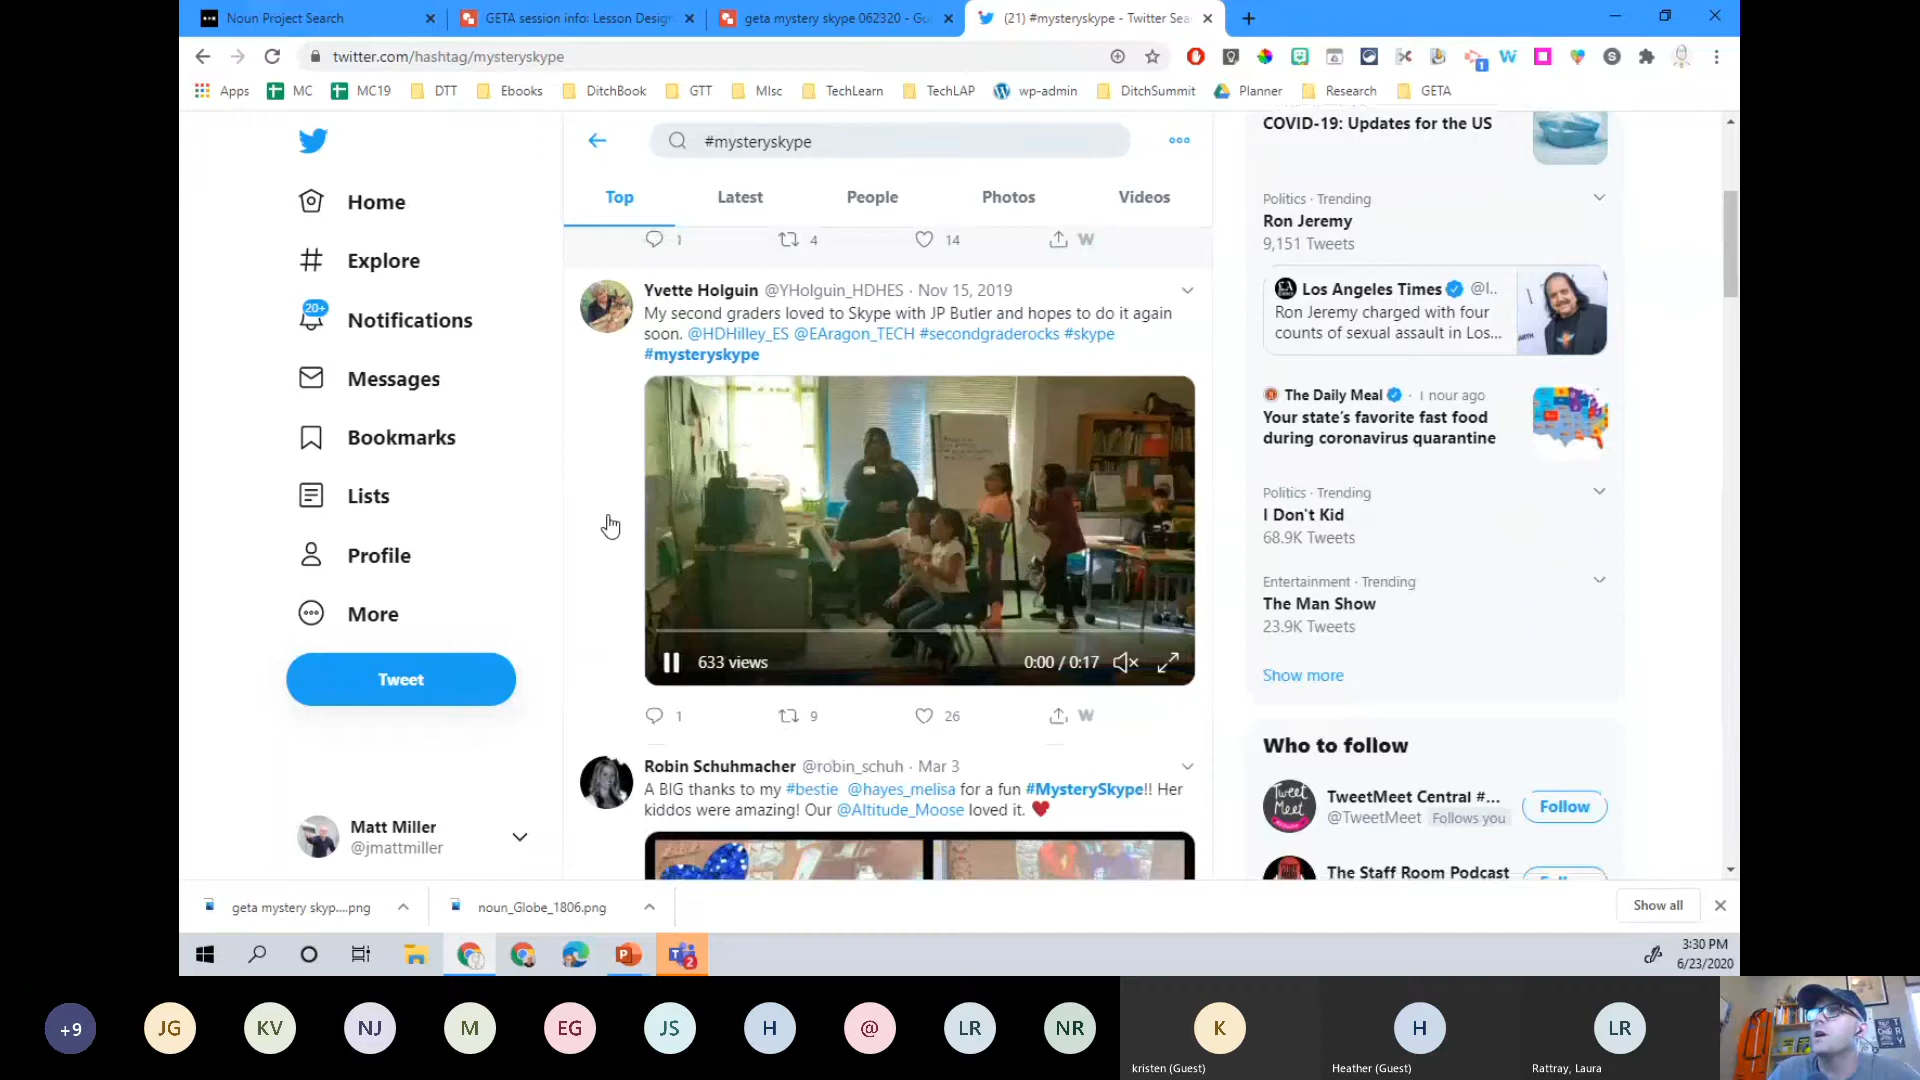 Noun Project Search
GETA session info: Lesson Design
geta mystery skype 062320 - Go
(21) #mysteryskype - Twitter Sea
twitter.com/hashtag/mysteryskype
Apps
MC
MC19
DTT
Ebooks
DitchBook
GTT
MIsc
TechLearn
TechLAP
wp-admin
DitchSummit
Planner
Research
GETA
Home
Explore
20+
Notifications
Messages
Bookmarks
Lists
Profile
More
Tweet
Matt Miller
@jmattmiller
#mysteryskype
Top
Latest
People
Photos
Videos
1
4
14
Yvette Holguin @YHolguin_HDHES · Nov 15, 2019
My second graders loved to Skype with JP Butler and hopes to do it again
soon. @HDHilley_ES @EAragon_TECH #secondgraderocks #skype
#mysteryskype
633 views
0:00 / 0:17
1
9
26
Robin Schuhmacher @robin_schuh · Mar 3
A BIG thanks to my #bestie @hayes_melisa for a fun #MysterySkype!! Her
kiddos were amazing! Our @Altitude_Moose loved it.
COVID-19: Updates for the US
Politics · Trending
Ron Jeremy
9,151 Tweets
Los Angeles Times @l..
Ron Jeremy charged with four
counts of sexual assault in Los...
The Daily Meal · 1 hour ago
Your state's favorite fast food
during coronavirus quarantine
Politics · Trending
I Don't Kid
68.9K Tweets
Entertainment · Trending
The Man Show
23.9K Tweets
Show more
Who to follow
Tweet
Meet
TweetMeet Central #...
@TweetMeet Follows you
Follow
The Staff Room Podcast
geta mystery skyp....png
noun_Globe_1806.png
Show all
3:30 PM
6/23/2020
+9
JG
KV
NJ
M
EG
JS
H
@
LR
NR
K
kristen (Guest)
H
Heather (Guest)
LR
Rattray, Laura